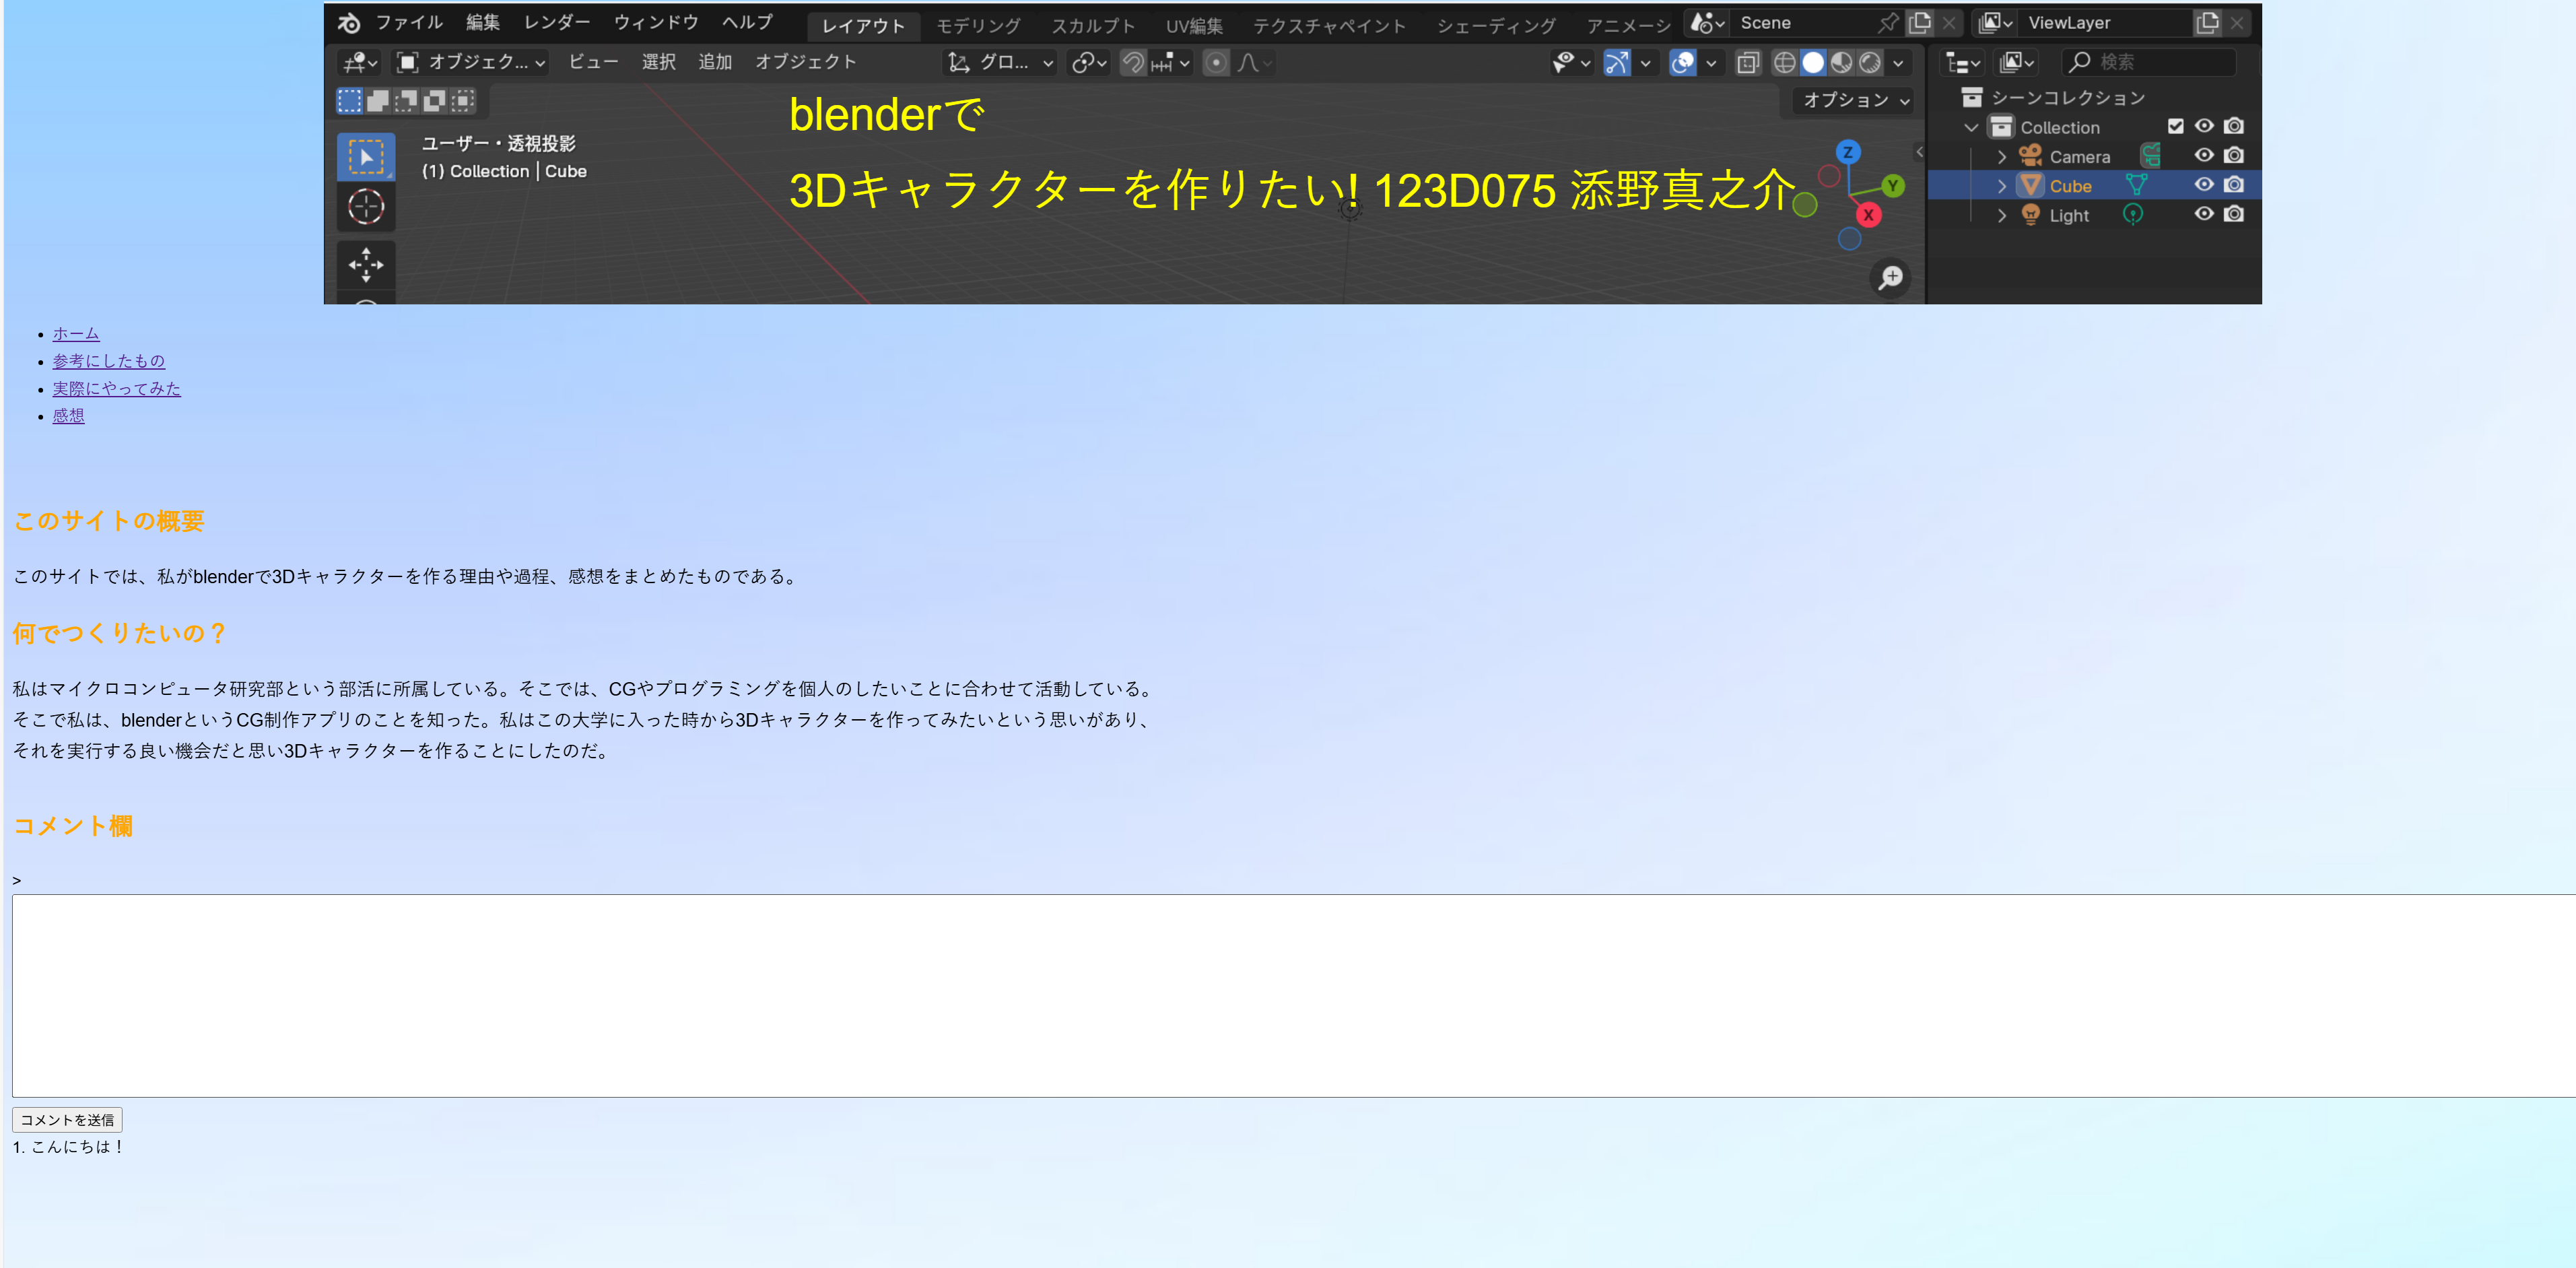 ファイル 編集 レンダー ウィンドウ ヘルプ レイアウト モデリング スカルプト UV編集 テクスチャペイント シェーディング アニメーシ Scene ViewLayer
オブジェク... ビュー 選択 追加 オブジェクト グロ... 検索
オプション
シーンコレクション
Collection
Camera
Cube
Light
ユーザー・透視投影
(1) Collection | Cube
blenderで
3Dキャラクターを作りたい! 123D075 添野真之介
Z
Y
X
・ホーム
・参考にしたもの
・実際にやってみた
・感想
このサイトの概要
このサイトでは、私がblenderで3Dキャラクターを作る理由や過程、感想をまとめたものである。
何でつくりたいの？
私はマイクロコンピュータ研究部という部活に所属している。そこでは、CGやプログラミングを個人のしたいことに合わせて活動している。
そこで私は、blenderというCG制作アプリのことを知った。私はこの大学に入った時から3Dキャラクターを作ってみたいという思いがあり、
それを実行する良い機会だと思い3Dキャラクターを作ることにしたのだ。
コメント欄
>
コメントを送信
1. こんにちは！